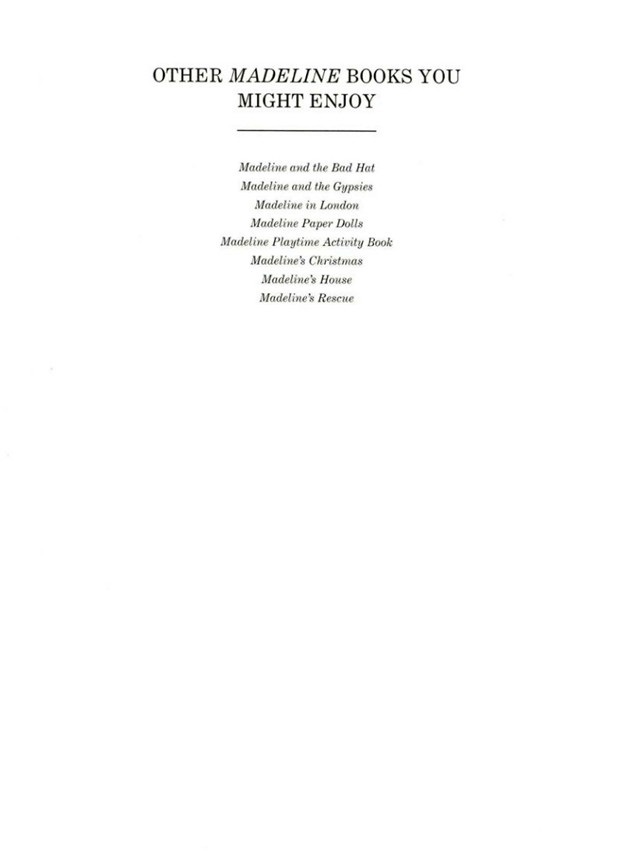 OTHER MADELINE BOOKS YOU
MIGHT ENJOY
Madeline and the Bad Hat
Madeline and the Gypsies
Madeline in London
Madeline Paper Dolls
Madeline Playtime Activity Book
Madeline's Christmas
Madeline's House
Madeline's Rescue